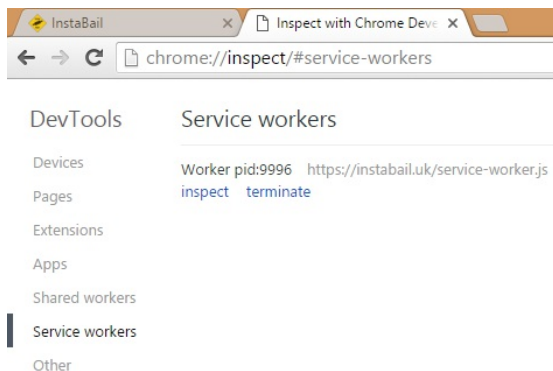 InstaBail
Inspect with Chrome Deve
chrome://inspect/#service-workers
DevTools
Devices
Pages
Extensions
Apps
Shared workers
Service workers
Other
Service workers
Worker pid:9996 https://instabail.uk/service-worker.js
inspect terminate